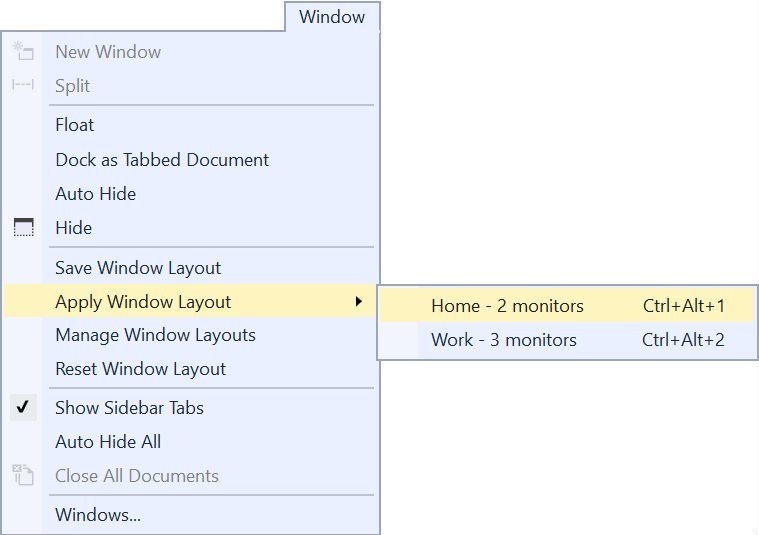 Window
New Window
Split
Float
Dock as Tabbed Document
Auto Hide
Hide
Save Window Layout
Apply Window Layout
Home - 2 monitors Ctrl+Alt+1
Work - 3 monitors Ctrl+Alt+2
Manage Window Layouts
Reset Window Layout
Show Sidebar Tabs
Auto Hide All
Close All Documents
Windows...